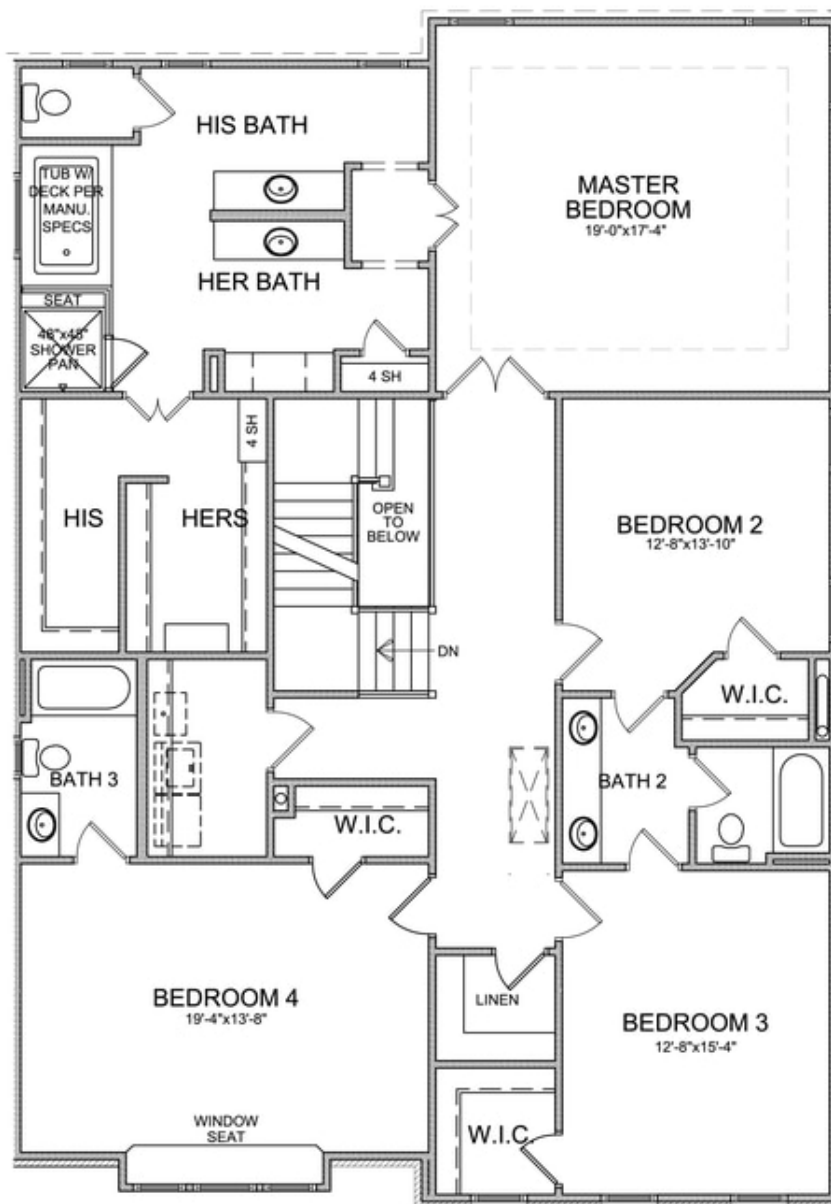 HIS BATH
TUB W/
DECK PER
MANU.
SPECS
MASTER
BEDROOM
19'-0"x17'-4"
HER BATH
SEAT
48"x48"
SHOWER
PAN
4 SH
4 SH
HIS
HERS
OPEN
TO
BELOW
BEDROOM 2
12'-8"x13'-10"
DN
W.I.C.
BATH 3
BATH 2
W.I.C.
BEDROOM 4
19'-4"x13'-8"
LINEN
BEDROOM 3
12'-8"x15'-4"
WINDOW
SEAT
W.I.C.